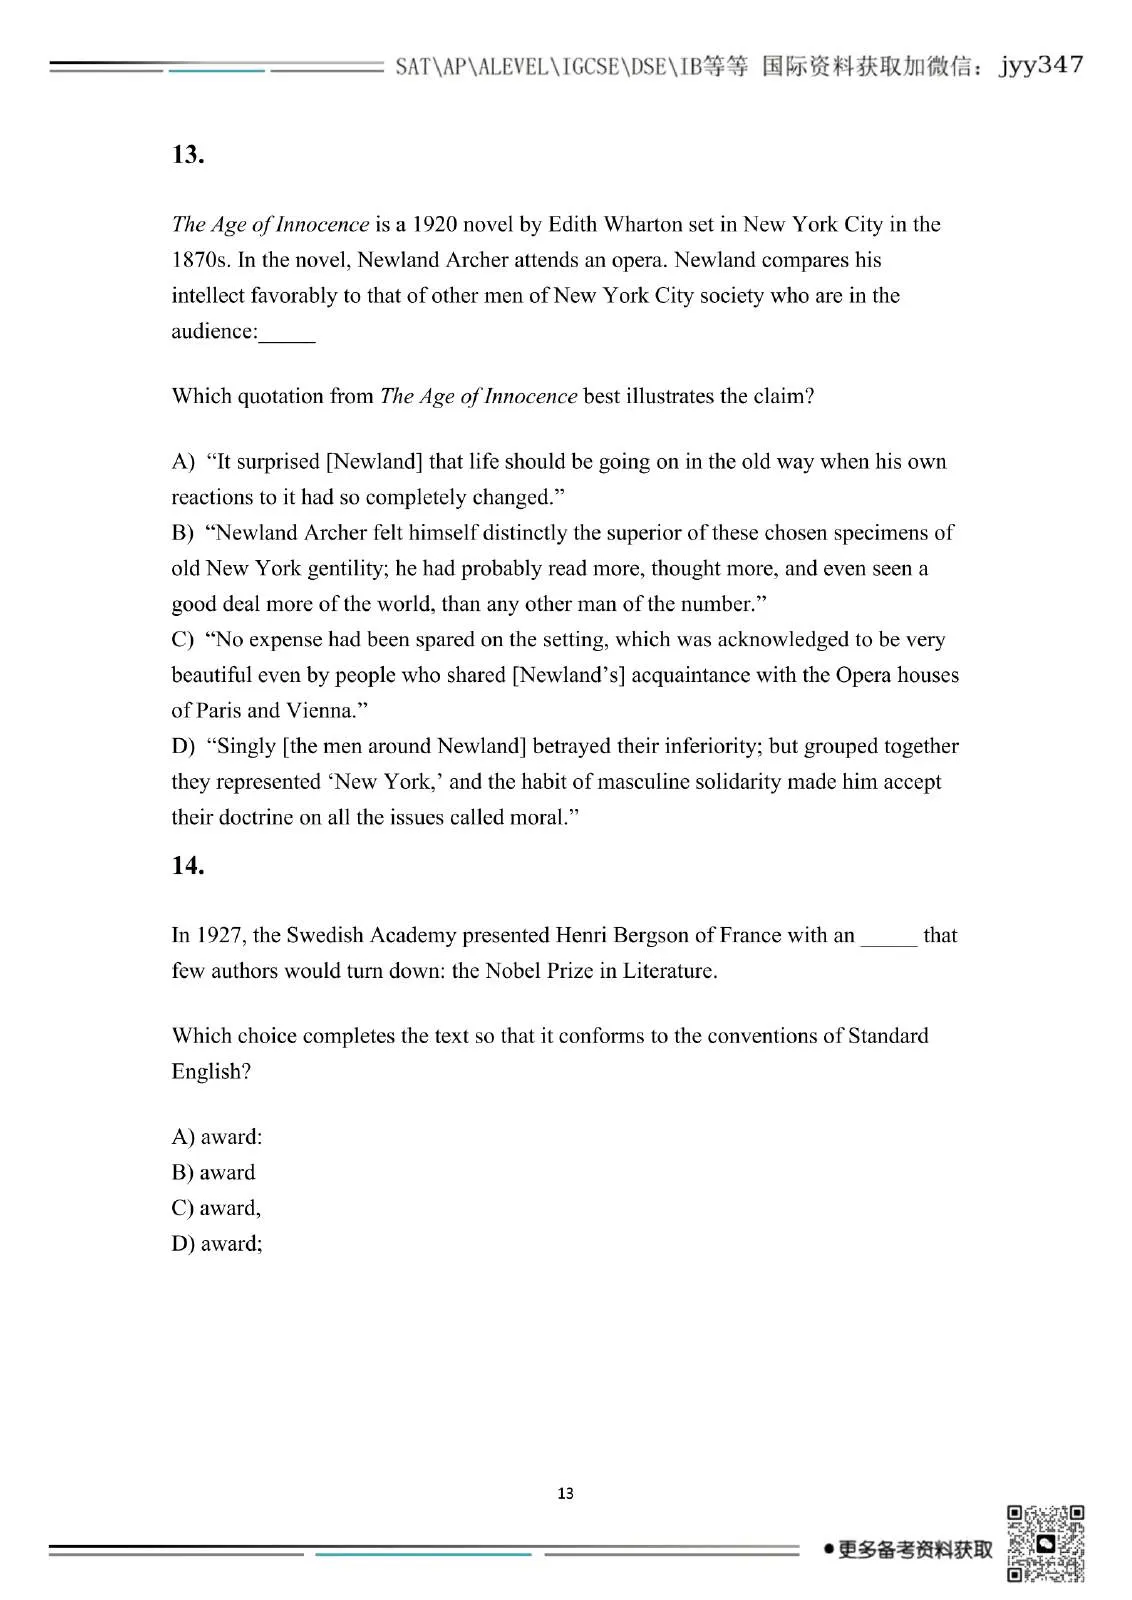 SAT\AP\ALEVEL\IGCSE\DSE\IB等等 国际资料获取加微信: jyy347
13.
The Age of Innocence is a 1920 novel by Edith Wharton set in New York City in the
1870s. In the novel, Newland Archer attends an opera. Newland compares his
intellect favorably to that of other men of New York City society who are in the
audience:_____
Which quotation from The Age of Innocence best illustrates the claim?
A) “It surprised [Newland] that life should be going on in the old way when his own
reactions to it had so completely changed.”
B) “Newland Archer felt himself distinctly the superior of these chosen specimens of
old New York gentility; he had probably read more, thought more, and even seen a
good deal more of the world, than any other man of the number.”
C) “No expense had been spared on the setting, which was acknowledged to be very
beautiful even by people who shared [Newland’s] acquaintance with the Opera houses
of Paris and Vienna.”
D) “Singly [the men around Newland] betrayed their inferiority; but grouped together
they represented ‘New York,’ and the habit of masculine solidarity made him accept
their doctrine on all the issues called moral.”
14.
In 1927, the Swedish Academy presented Henri Bergson of France with an _____ that
few authors would turn down: the Nobel Prize in Literature.
Which choice completes the text so that it conforms to the conventions of Standard
English?
A) award:
B) award
C) award,
D) award;
13
●更多备考资料获取